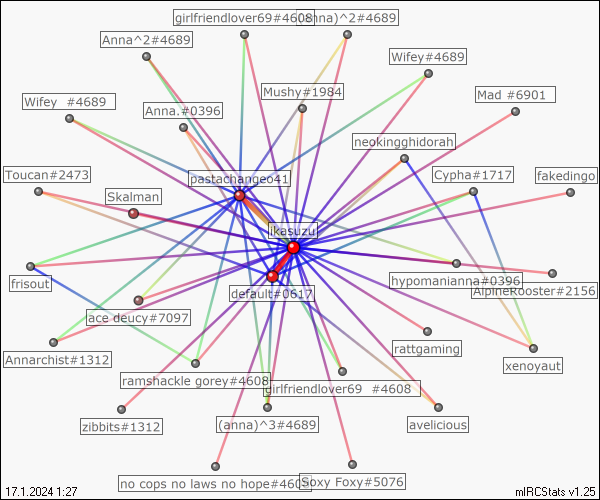 girlfriendlover69#4608
(anna)^2#4689
Anna^2#4689
Wifey#4689
Mushy#1984
Wifey #4689
Mad #6901
Anna.#0396
neokingghidorah
Toucan#2473
pastachange641
Cypha#1717
fakedingo
Skalman
ikasuzu
frisout
hypomanianna#0396
default#0617
AlpineRooster#2156
ace-deucy#7097
Annarchist#1312
rattgaming
xenoyaut
ramshackle gorey#4608
girlfriendlover69 #4608
zibbits#1312
(anna)^3#4689
avelicious
no cops no laws no hope#4608
Soxy Foxy#5076
17.1.2024 1:27
mIRCStats v1.25